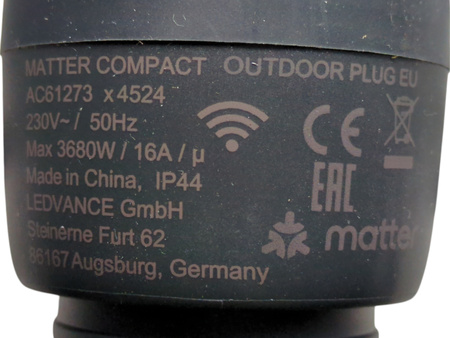 MATTER COMPACT OUTDOOR PLUG EU
AC61273 x4524
230V~/ 50Hz
Max 3680W / 16A / µ
Made in China, IP44
LEDVANCE GmbH
Steinerne Furt 62
86167 Augsburg, Germany
CE
EAC
matter